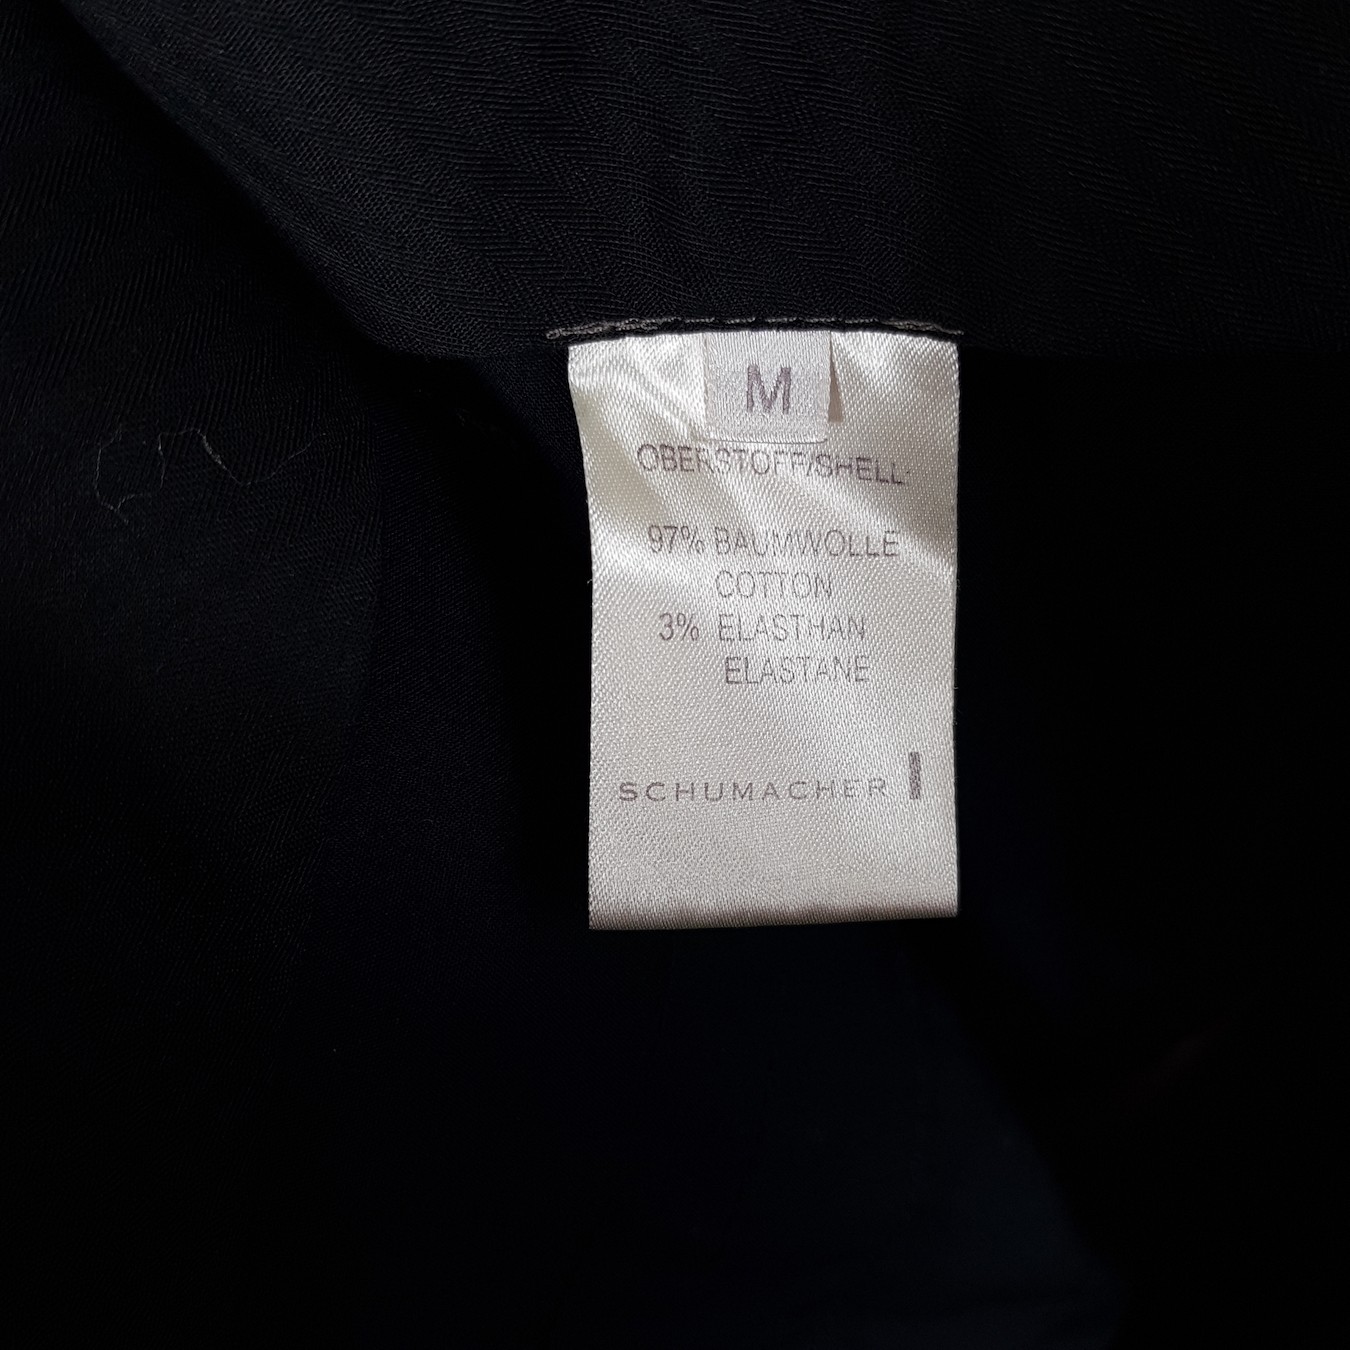 M
OBERSTOFF/SHELL
97% BAUMWOLLE
COTTON
3% ELASTHAN
ELASTANE
SCHUMACHER